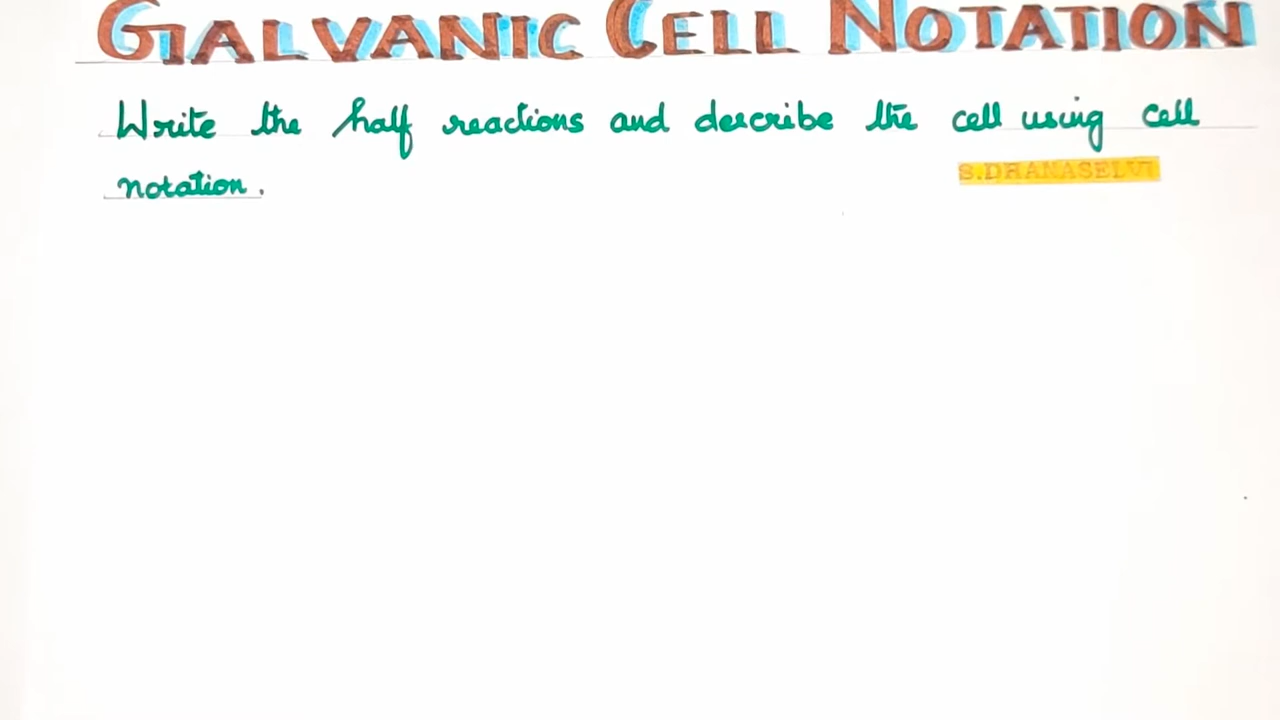 GALVANIC CELL NOTATION
Write the half reactions and describe the cell using cell
notation.
S.DHANASELVI